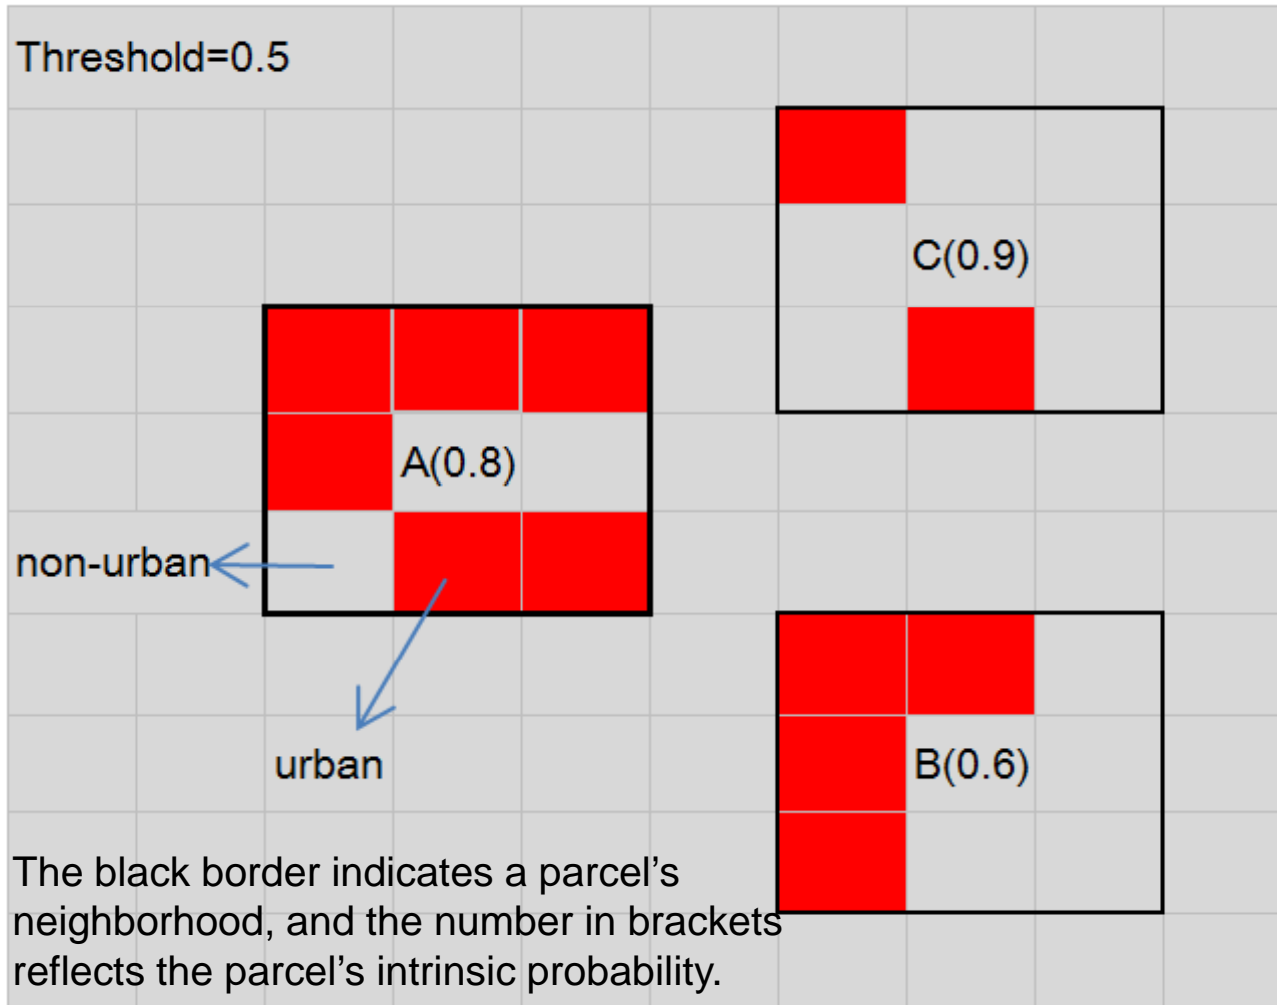 Threshold=0.5
C(0.9)
A(0.8)
non-urban
urban
B(0.6)
The black border indicates a parcel’s
neighborhood, and the number in brackets
reflects the parcel’s intrinsic probability.